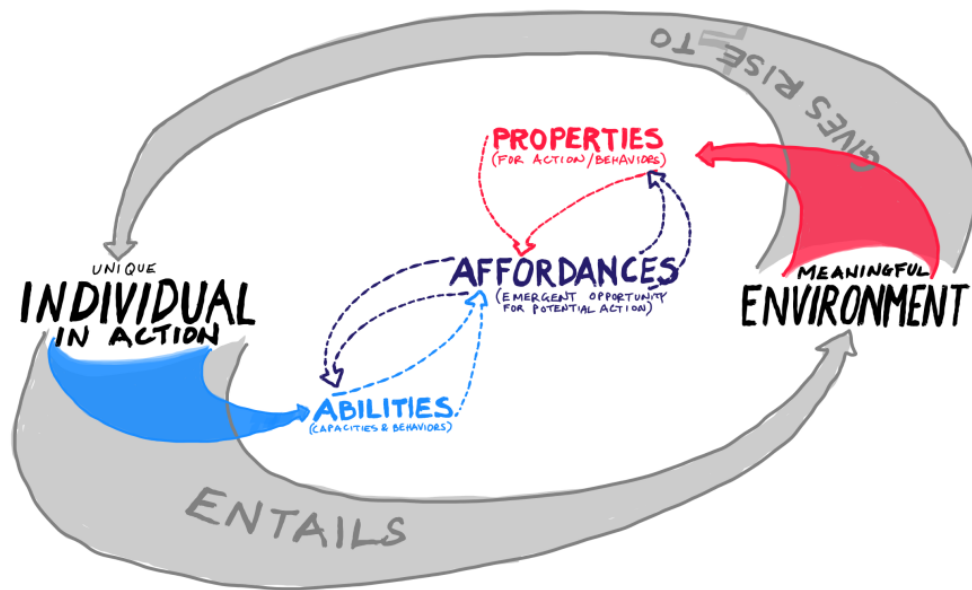 GIVES RISE TO
PROPERTIES
(FOR ACTION/BEHAVIORS)
UNIQUE
INDIVIDUAL
IN ACTION
AFFORDANCES
(EMERGENT OPPORTUNITY
FOR POTENTIAL ACTION)
MEANINGFUL
ENVIRONMENT
ABILITIES
(CAPACITIES & BEHAVIORS)
ENTAILS